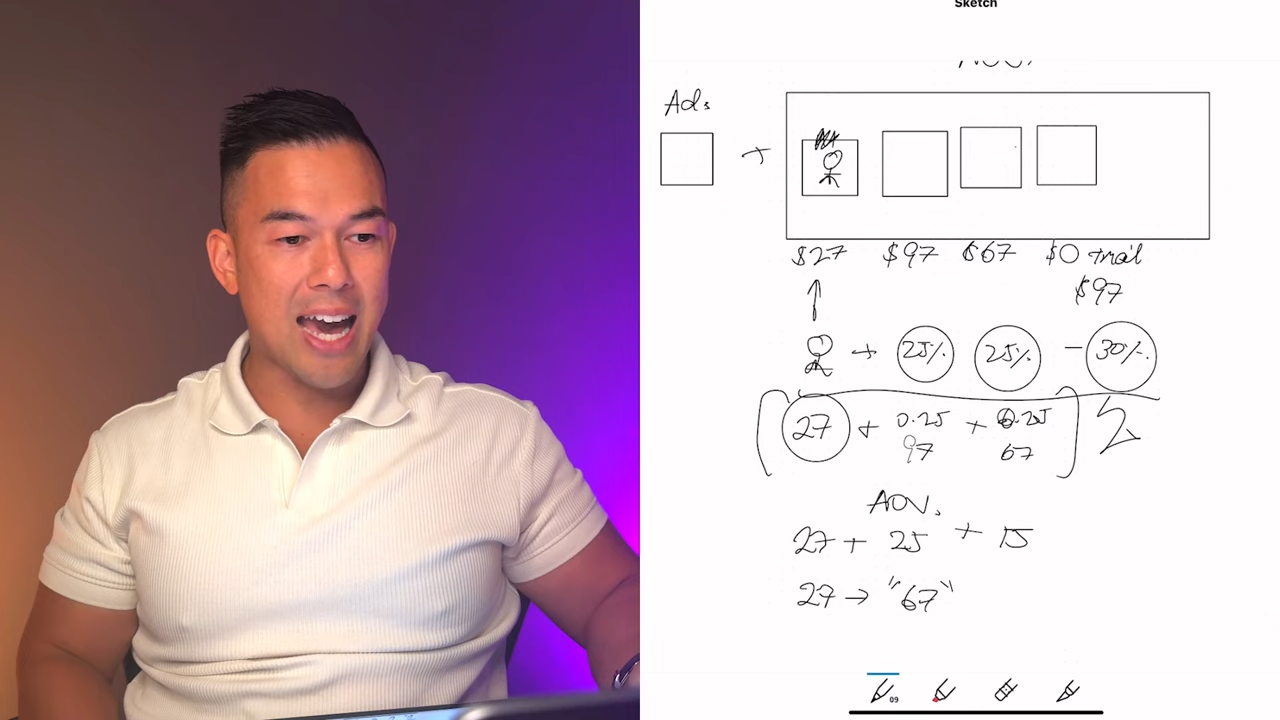 Sketch
Ads
+
$27 $97 $67 $0 trial
$97
+ 25% 25% - 30%
27 + 0.25 + 0.25
97 67
AOV.
27 + 25 + 15
27 → "67"
09